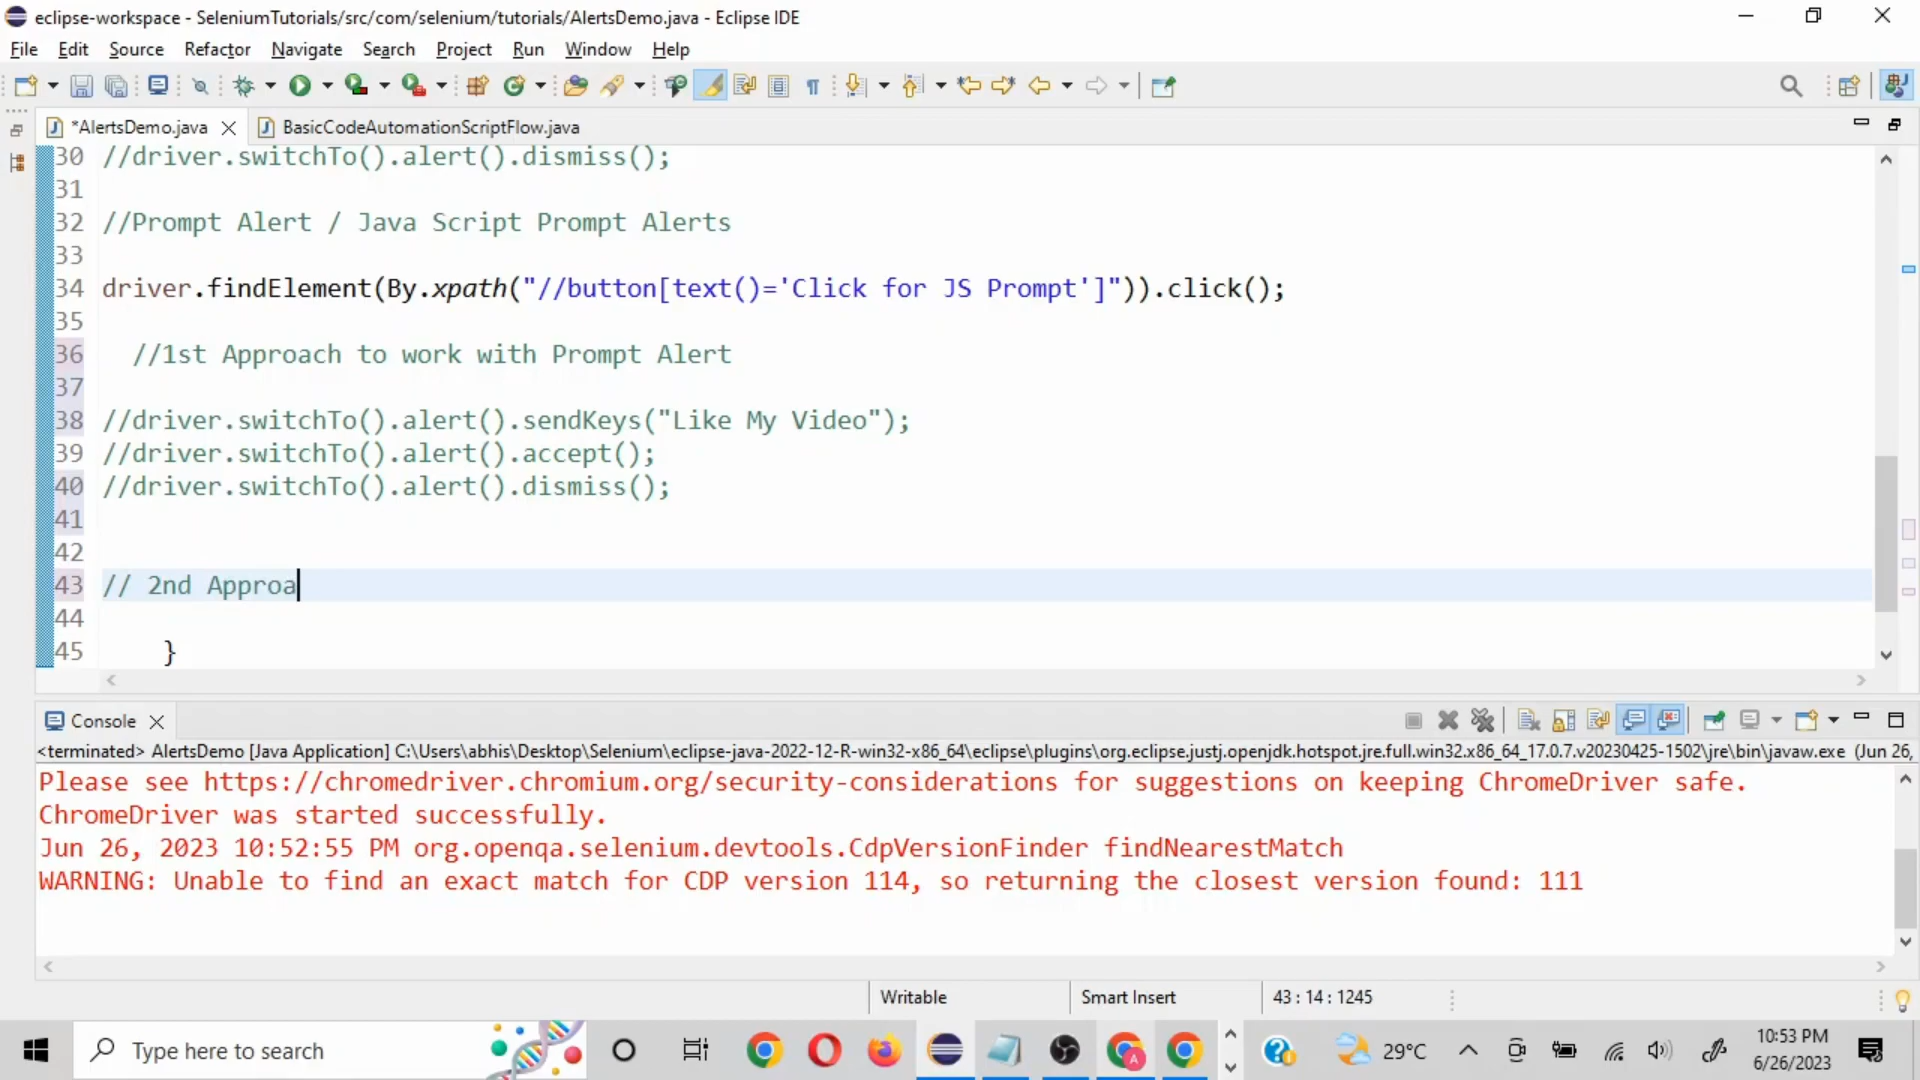 eclipse-workspace - SeleniumTutorials/src/com/selenium/tutorials/AlertsDemo.java - Eclipse IDE
File Edit Source Refactor Navigate Search Project Run Window Help
*AlertsDemo.java BasicCodeAutomationScriptFlow.java
30 //driver.switchTo().alert().dismiss();
31
32 //Prompt Alert / Java Script Prompt Alerts
33
34 driver.findElement(By.xpath("//button[text()='Click for JS Prompt']")).click();
35
36 //1st Approach to work with Prompt Alert
37
38 //driver.switchTo().alert().sendKeys("Like My Video");
39 //driver.switchTo().alert().accept();
40 //driver.switchTo().alert().dismiss();
41
42
43 // 2nd Approa
44
45 }
Console
<terminated> AlertsDemo [Java Application] C:\Users\abhis\Desktop\Selenium\eclipse-java-2022-12-R-win32-x86_64\eclipse\plugins\org.eclipse.justj.openjdk.hotspot.jre.full.win32.x86_64_17.0.7.v20230425-1502\jre\bin\javaw.exe (Jun 26,
Please see https://chromedriver.chromium.org/security-considerations for suggestions on keeping ChromeDriver safe.
ChromeDriver was started successfully.
Jun 26, 2023 10:52:55 PM org.openqa.selenium.devtools.CdpVersionFinder findNearestMatch
WARNING: Unable to find an exact match for CDP version 114, so returning the closest version found: 111
Writable Smart Insert 43 : 14 : 1245
Type here to search 29°C 10:53 PM
6/26/2023